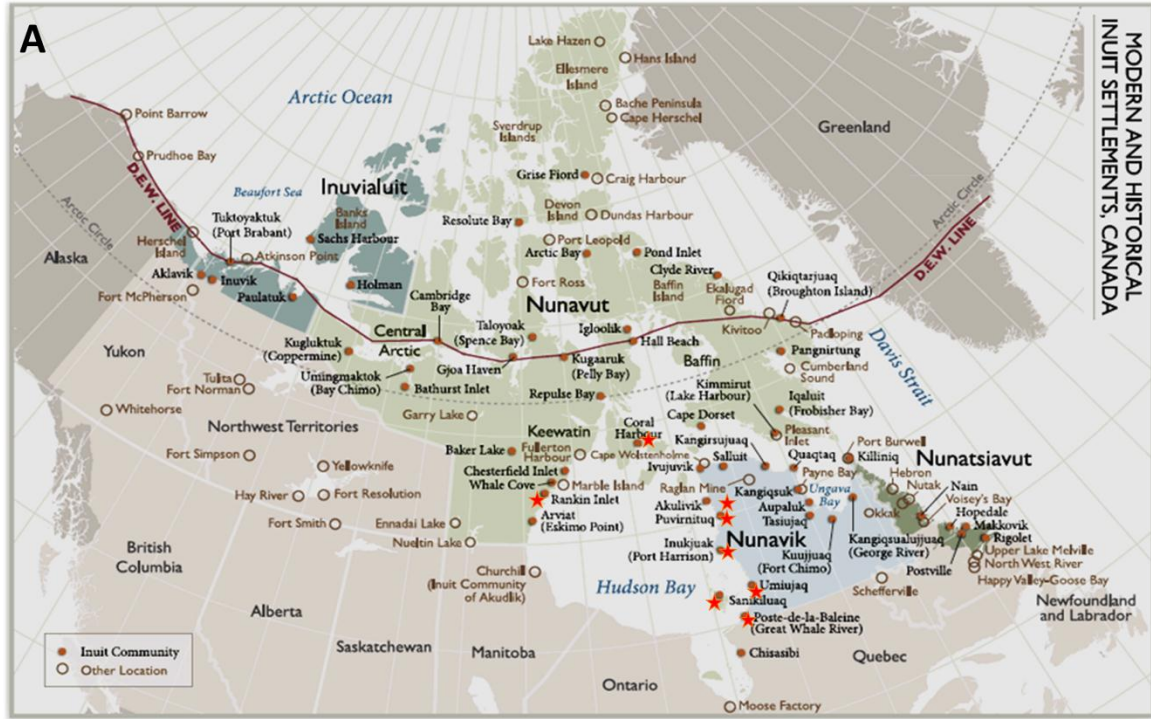 A
MODERN AND HISTORICAL
INUIT SETTLEMENTS, CANADA
Lake Hazen
Hans Island
Ellesmere
Island
Arctic Ocean
Bache Peninsula
Cape Herschel
Point Barrow
Sverdrup
Islands
Greenland
Prudhoe Bay
D.E.W. LINE
Grise Fiord
Craig Harbour
Beaufort Sea
Inuvialuit
Arctic Circle
Arctic Circle
Banks
Island
Devon
Island
Dundas Harbour
Tuktoyaktuk
(Port Brabant)
Resolute Bay
D.E.W. LINE
Herschel
Island
Sachs Harbour
Port Leopold
Atkinson Point
Arctic Bay
Pond Inlet
Alaska
Aklavik
Inuvik
Clyde River
Qikiqtarjuaq
(Broughton Island)
Fort McPherson
Paulatuk
Holman
Fort Ross
Baffin
Island
Ekalugad
Fiord
Cambridge
Bay
Nunavut
Central
Arctic
Taloyoak
(Spence Bay)
Igloolik
Kivitoo
Padloping
Davis Strait
Yukon
Kugluktuk
(Coppermine)
Hall Beach
Gjoa Haven
Kugaaruk
(Pelly Bay)
Baffin
Pangnirtung
Umingmaktok
(Bay Chimo)
Cumberland
Sound
Tulita
Fort Norman
Bathurst Inlet
Repulse Bay
Kimmirut
(Lake Harbour)
Iqaluit
(Frobisher Bay)
Whitehorse
Garry Lake
Northwest Territories
Coral
Harbour
Cape Dorset
Pleasant
Inlet
Keewatin
Kangirsujuaq
Port Burwell
Baker Lake
Fullerton
Harbour
Cape Wolstenholme
Salluit
Quaqtaq
Killiniq
Nunatsiavut
Fort Simpson
Yellowknife
Chesterfield Inlet
Ivujuvik
Payne Bay
Hebron
Whale Cove
Marble Island
Raglan Mine
Kangiqsuk
Ungava
Bay
Nutak
Nain
Hay River
Fort Resolution
Rankin Inlet
Akulivik
Aupaluk
Okkak
Voisey's Bay
Hopedale
Fort Smith
Ennadai Lake
Arviat
(Eskimo Point)
Puvirnituq
Tasiujaq
Makkovik
Nunavik
Kangiqsualujjuaq
(George River)
Rigolet
Nueltin Lake
Inukjuak
(Port Harrison)
Kuujjuaq
(Fort Chimo)
Upper Lake Melville
British
Columbia
North West River
Postville
Churchill
(Inuit Community
of Akudlik)
Hudson Bay
Umiujaq
Schefferville
Happy Valley-Goose Bay
Sanikiluaq
Newfoundland
and Labrador
Alberta
Poste-de-la-Baleine
(Great Whale River)
Saskatchewan
Manitoba
Chisasibi
Quebec
Inuit Community
Other Location
Ontario
Moose Factory